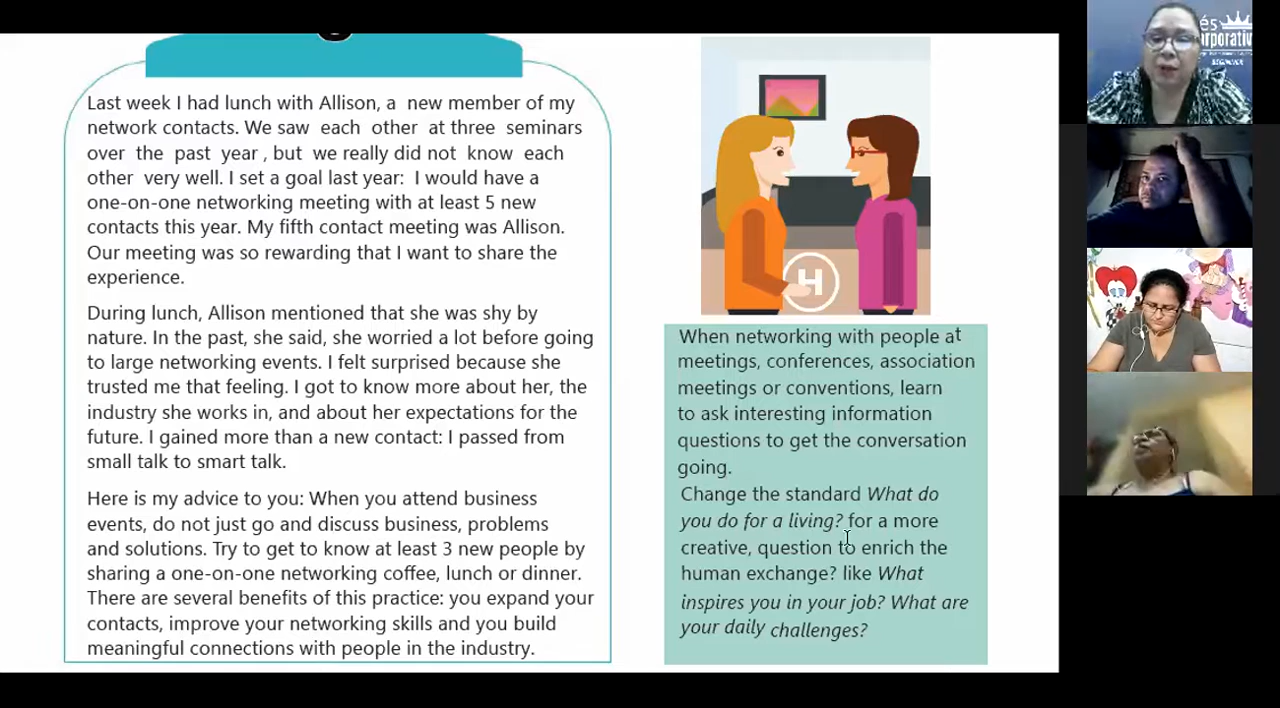 Last week I had lunch with Allison, a new member of my
network contacts. We saw each other at three seminars
over the past year , but we really did not know each
other very well. I set a goal last year: I would have a
one-on-one networking meeting with at least 5 new
contacts this year. My fifth contact meeting was Allison.
Our meeting was so rewarding that I want to share the
experience.
During lunch, Allison mentioned that she was shy by
nature. In the past, she said, she worried a lot before going
to large networking events. I felt surprised because she
trusted me that feeling. I got to know more about her, the
industry she works in, and about her expectations for the
future. I gained more than a new contact: I passed from
small talk to smart talk.
Here is my advice to you: When you attend business
events, do not just go and discuss business, problems
and solutions. Try to get to know at least 3 new people by
sharing a one-on-one networking coffee, lunch or dinner.
There are several benefits of this practice: you expand your
contacts, improve your networking skills and you build
meaningful connections with people in the industry.
H
When networking with people at
meetings, conferences, association
meetings or conventions, learn
to ask interesting information
questions to get the conversation
going.
Change the standard What do
you do for a living? for a more
creative, question to enrich the
human exchange? like What
inspires you in your job? What are
your daily challenges?